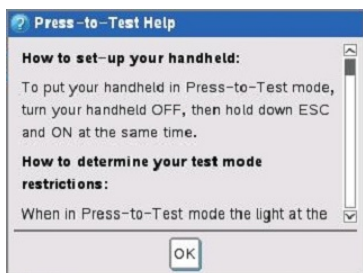 Press-to-Test Help
How to set-up your handheld:
To put your handheld in Press-to-Test mode,
turn your handheld OFF, then hold down ESC
and ON at the same time.
How to determine your test mode
restrictions:
When in Press-to-Test mode the light at the
OK